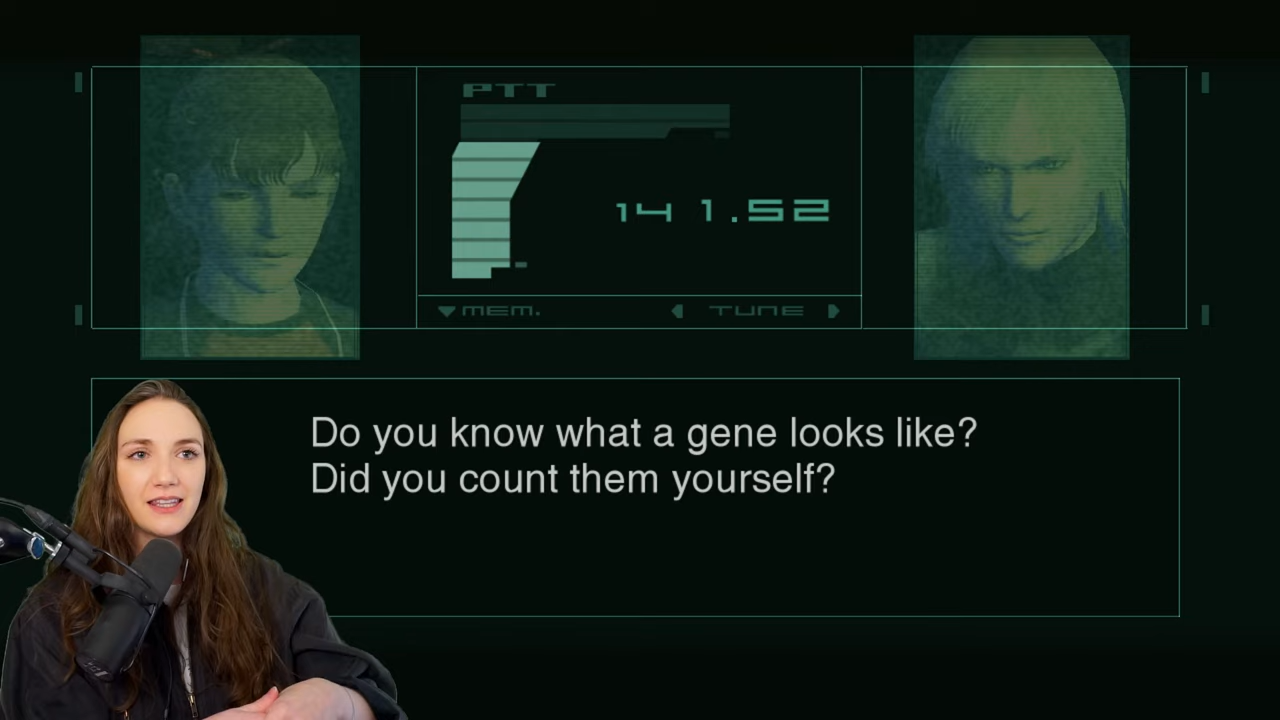 PTT
141.52
MEM.
TUNE
Do you know what a gene looks like?
Did you count them yourself?